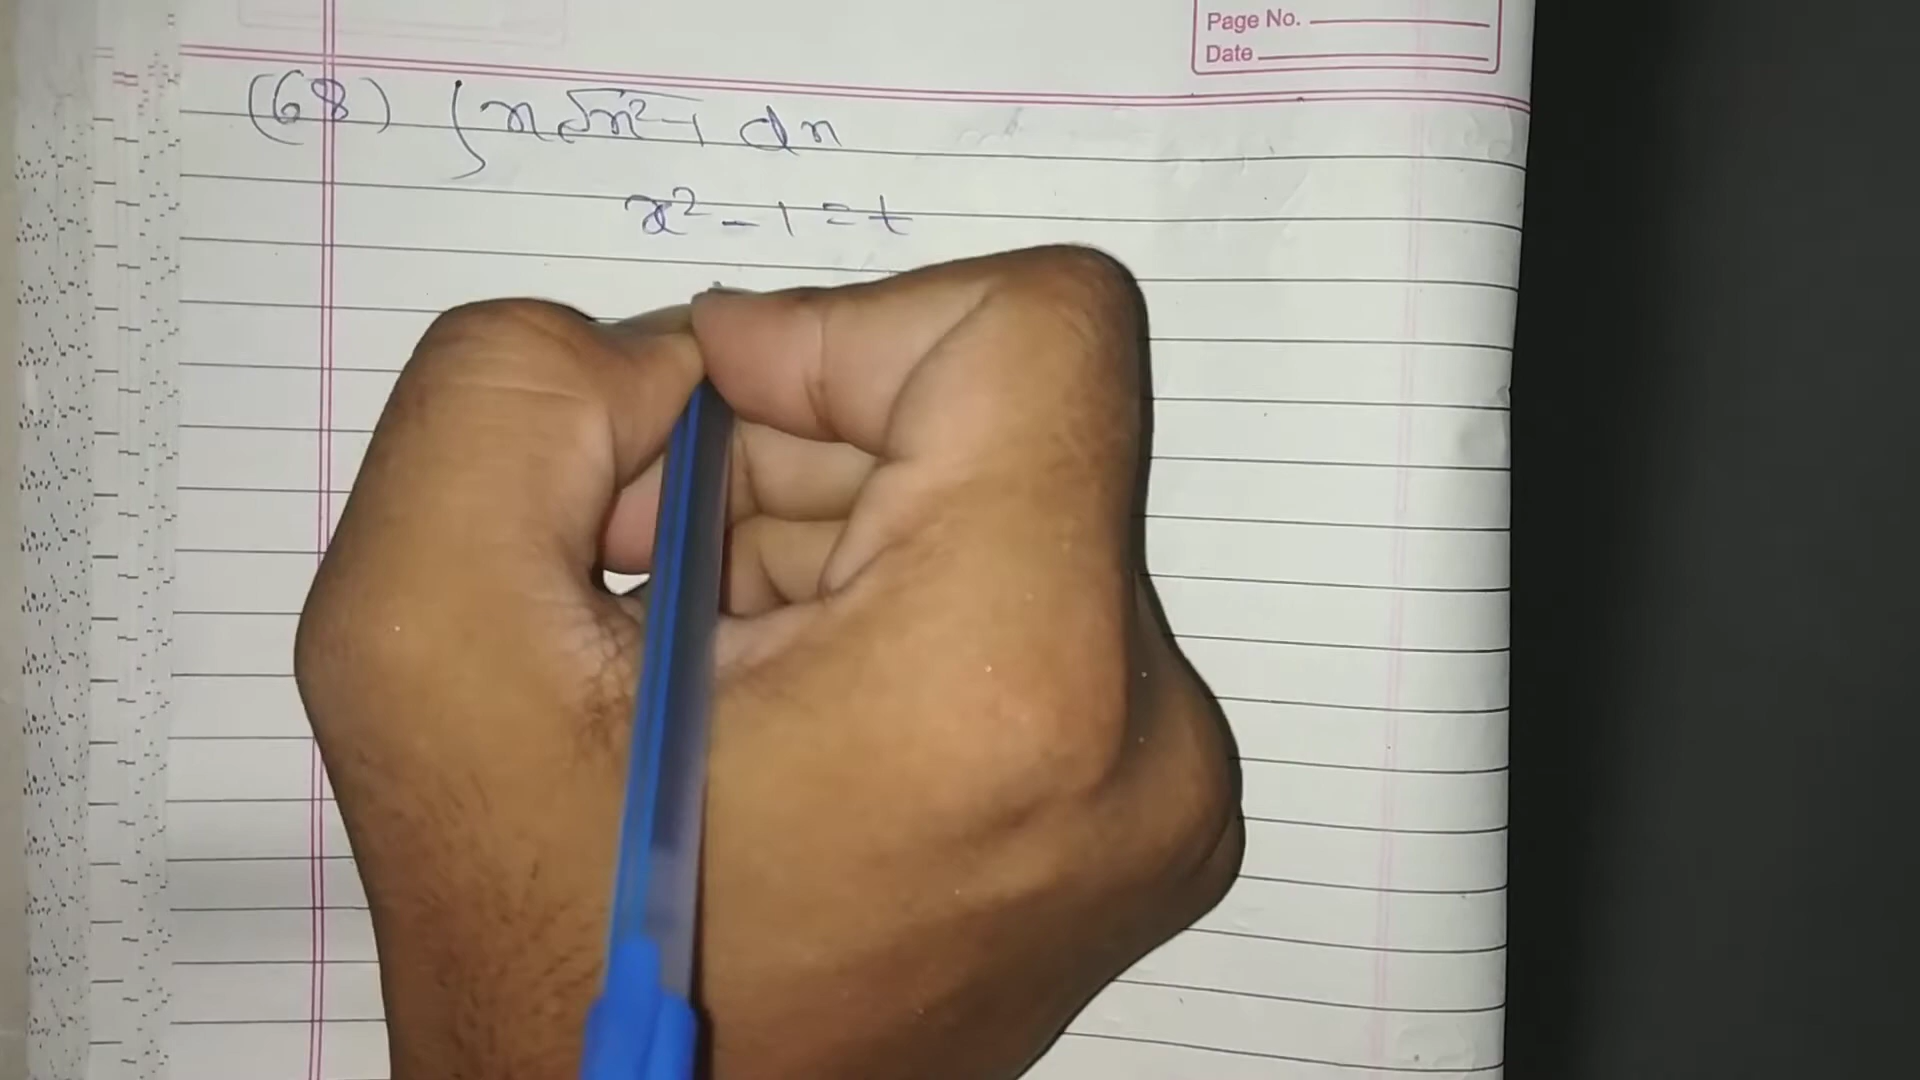 Page No.
Date
(68) ∫x√x²-1 dx
x² - 1 = t